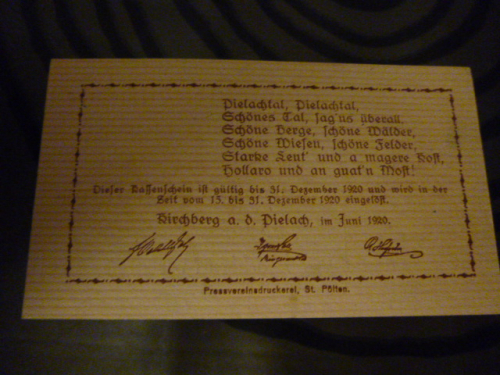 Pielachtal, Pielachtal,
Schönes Tal, sag'ns überall,
Schöne Berge, schöne Wälder,
Schöne Wiesen, schöne Felder,
Starke Leut' und a magere Kost,
Hollaro und an guat'n Most!
Dieser Kassenschein ist gültig bis 31. Dezember 1920 und wird in der
Zeit vom 15. bis 31. Dezember 1920 eingelöst.
Kirchberg a. d. Pielach, im Juni 1920.
Pressvereinsdruckerei, St. Pölten.